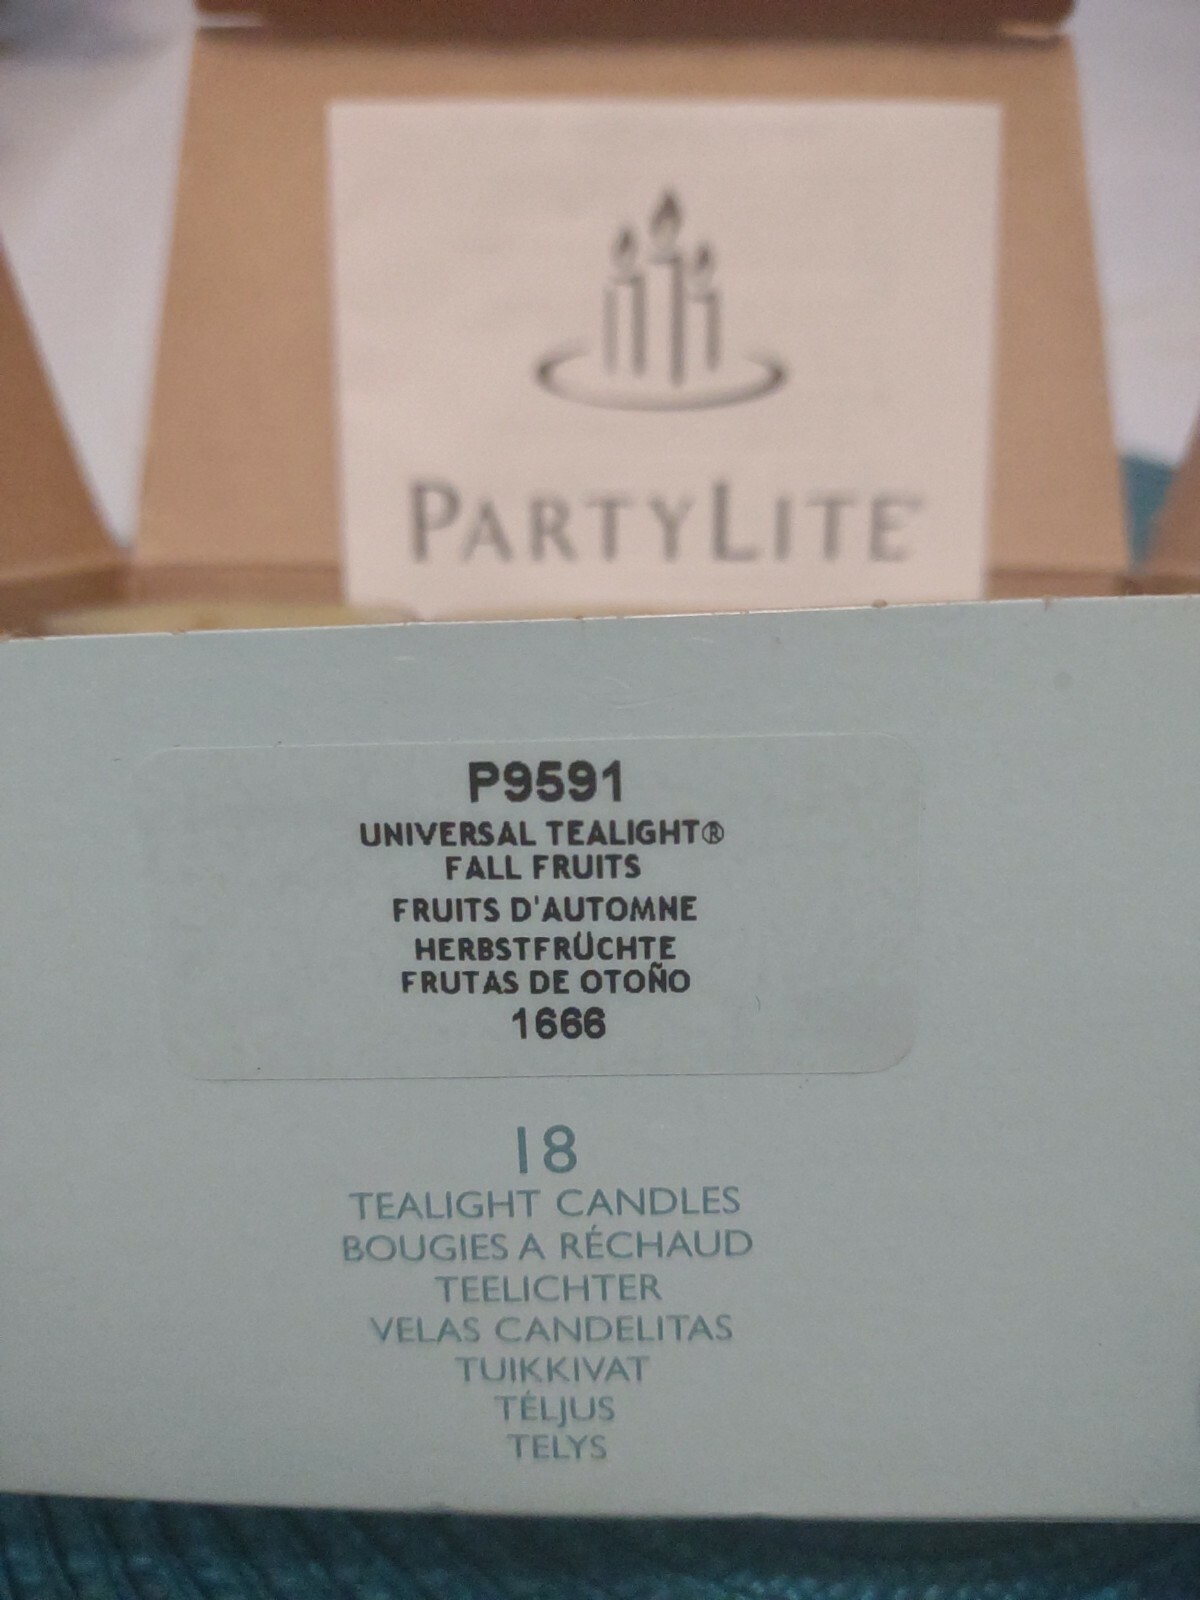 PARTYLITE
P9591
UNIVERSAL TEALIGHT®
FALL FRUITS
FRUITS D'AUTOMNE
HERBSTFRÜCHTE
FRUTAS DE OTOÑO
1666
18
TEALIGHT CANDLES
BOUGIES A RÉCHAUD
TEELICHTER
VELAS CANDELITAS
TUIKKIVAT
TÉLJUS
TELYS